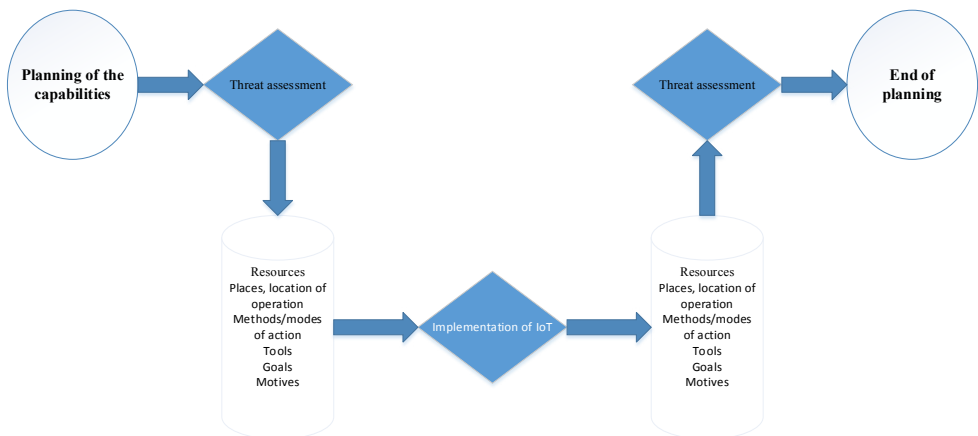 Planning of the
capabilities
Threat assessment
Resources
Places, location of
operation
Methods/modes
of action
Tools
Goals
Motives
Implementation of IoT
Resources
Places, location of
operation
Methods/modes
of action
Tools
Goals
Motives
Threat assessment
End of
planning